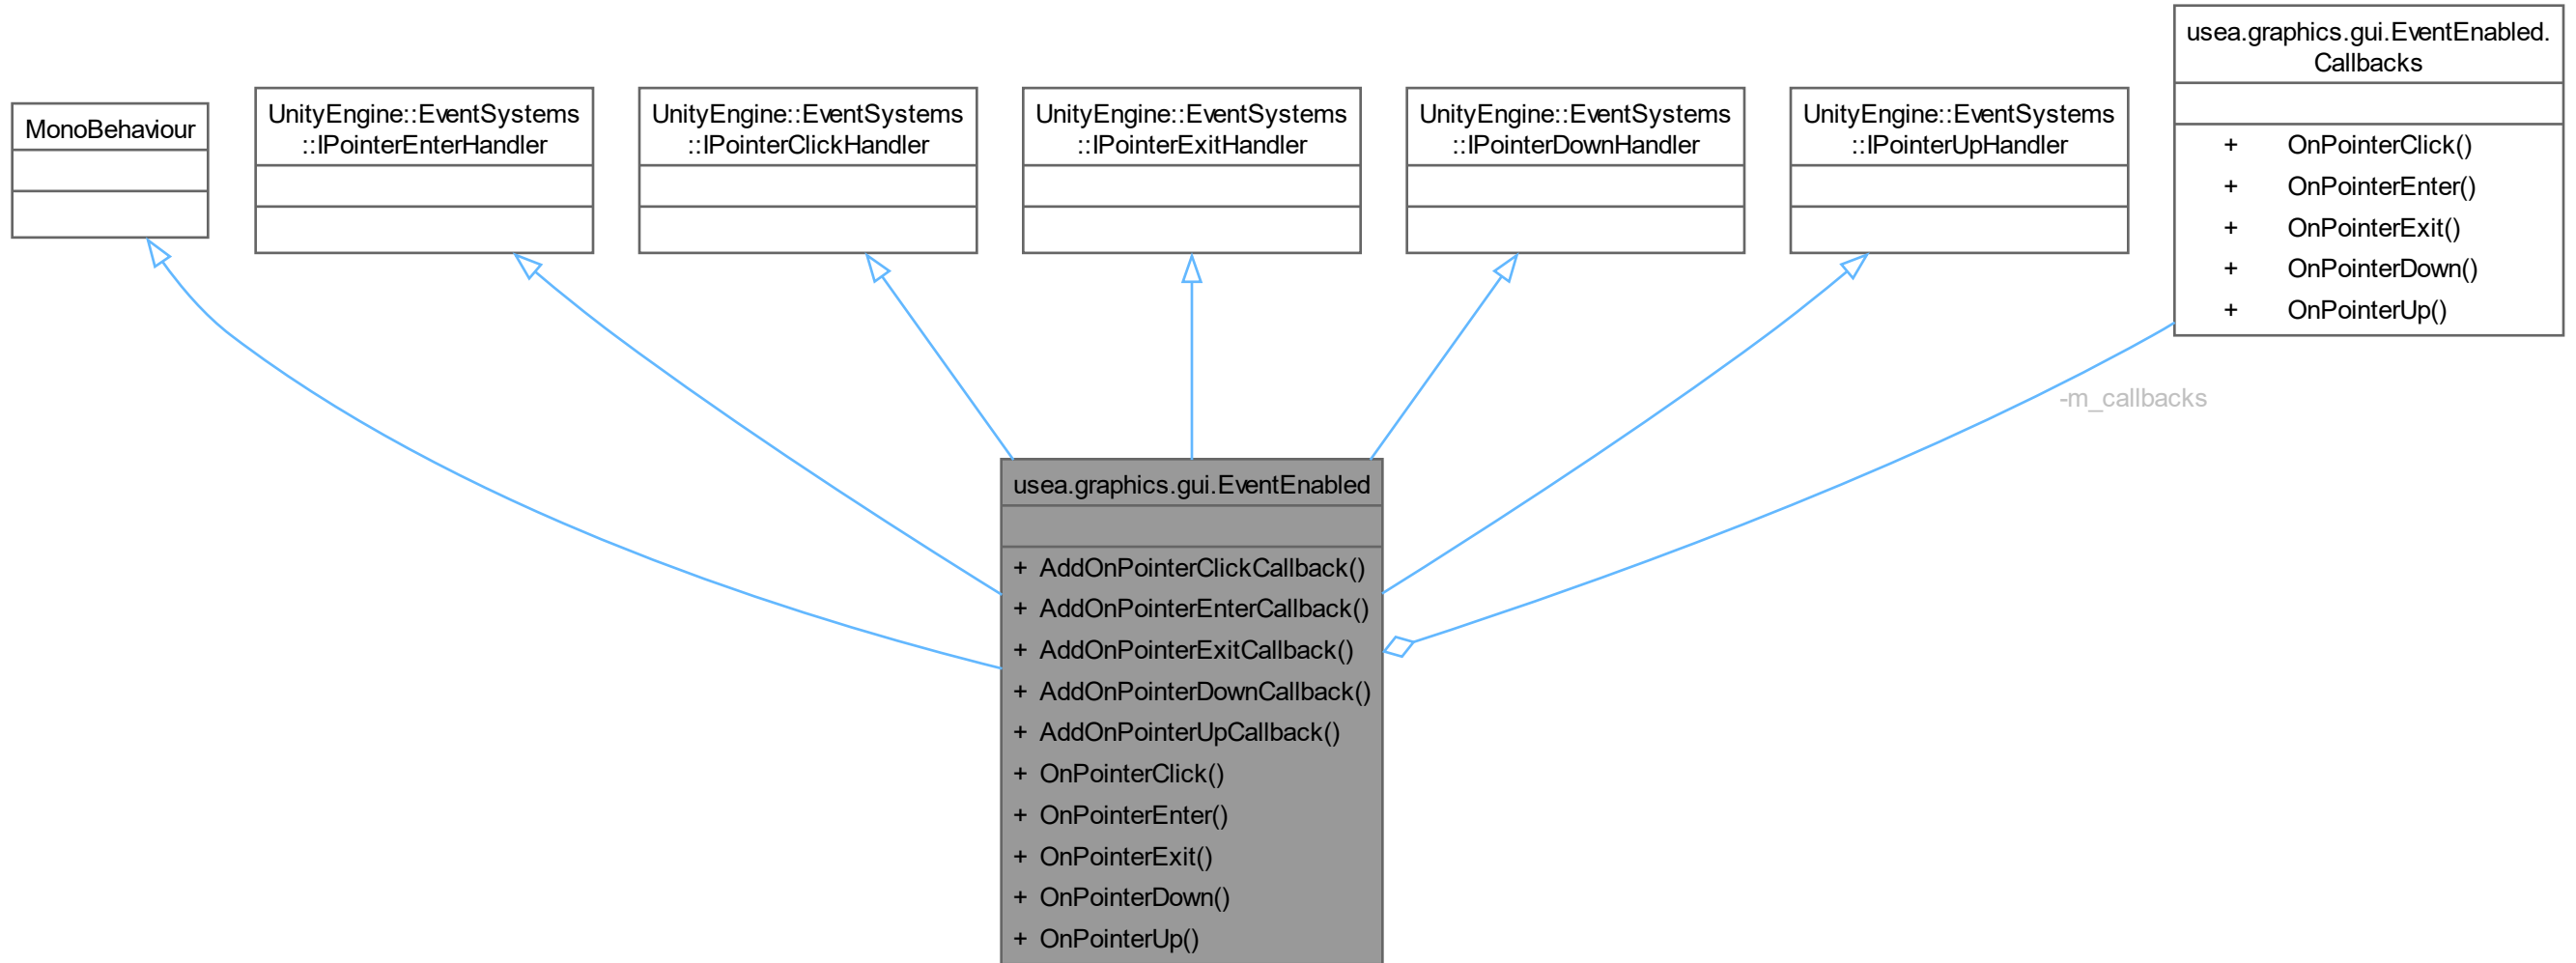 MonoBehaviour
UnityEngine::EventSystems
::IPointerEnterHandler
UnityEngine::EventSystems
::IPointerClickHandler
UnityEngine::EventSystems
::IPointerExitHandler
UnityEngine::EventSystems
::IPointerDownHandler
UnityEngine::EventSystems
::IPointerUpHandler
usea.graphics.gui.EventEnabled.
Callbacks
+ OnPointerClick()
+ OnPointerEnter()
+ OnPointerExit()
+ OnPointerDown()
+ OnPointerUp()
-m_callbacks
usea.graphics.gui.EventEnabled
+ AddOnPointerClickCallback()
+ AddOnPointerEnterCallback()
+ AddOnPointerExitCallback()
+ AddOnPointerDownCallback()
+ AddOnPointerUpCallback()
+ OnPointerClick()
+ OnPointerEnter()
+ OnPointerExit()
+ OnPointerDown()
+ OnPointerUp()